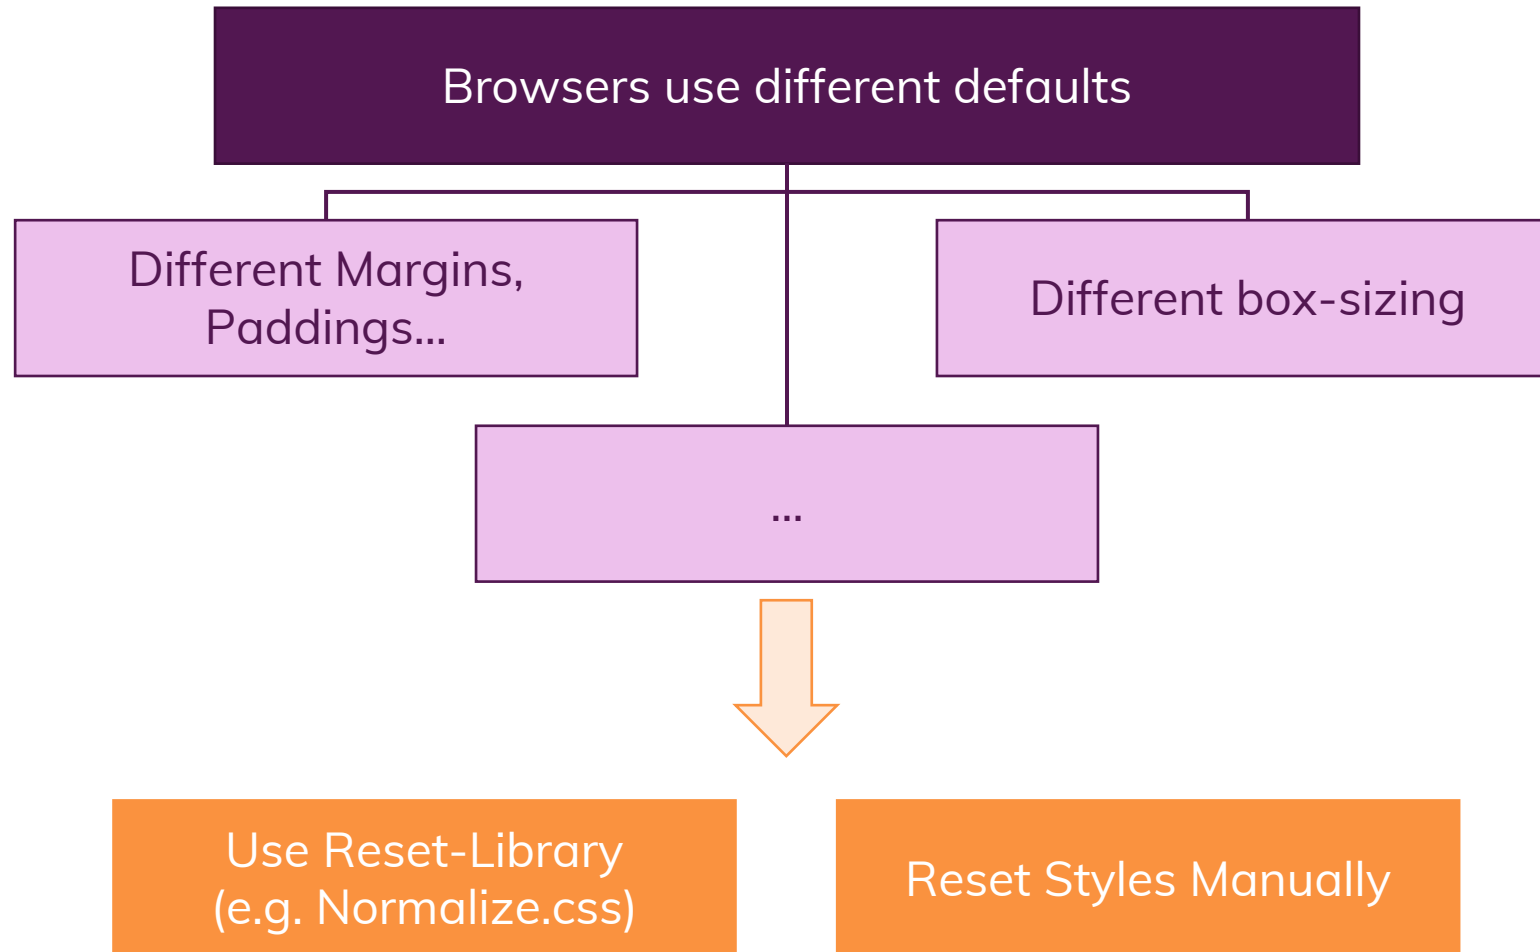 Browsers use different defaults
Different Margins,
Paddings...
Different box-sizing
...
Use Reset-Library
(e.g. Normalize.css)
Reset Styles Manually